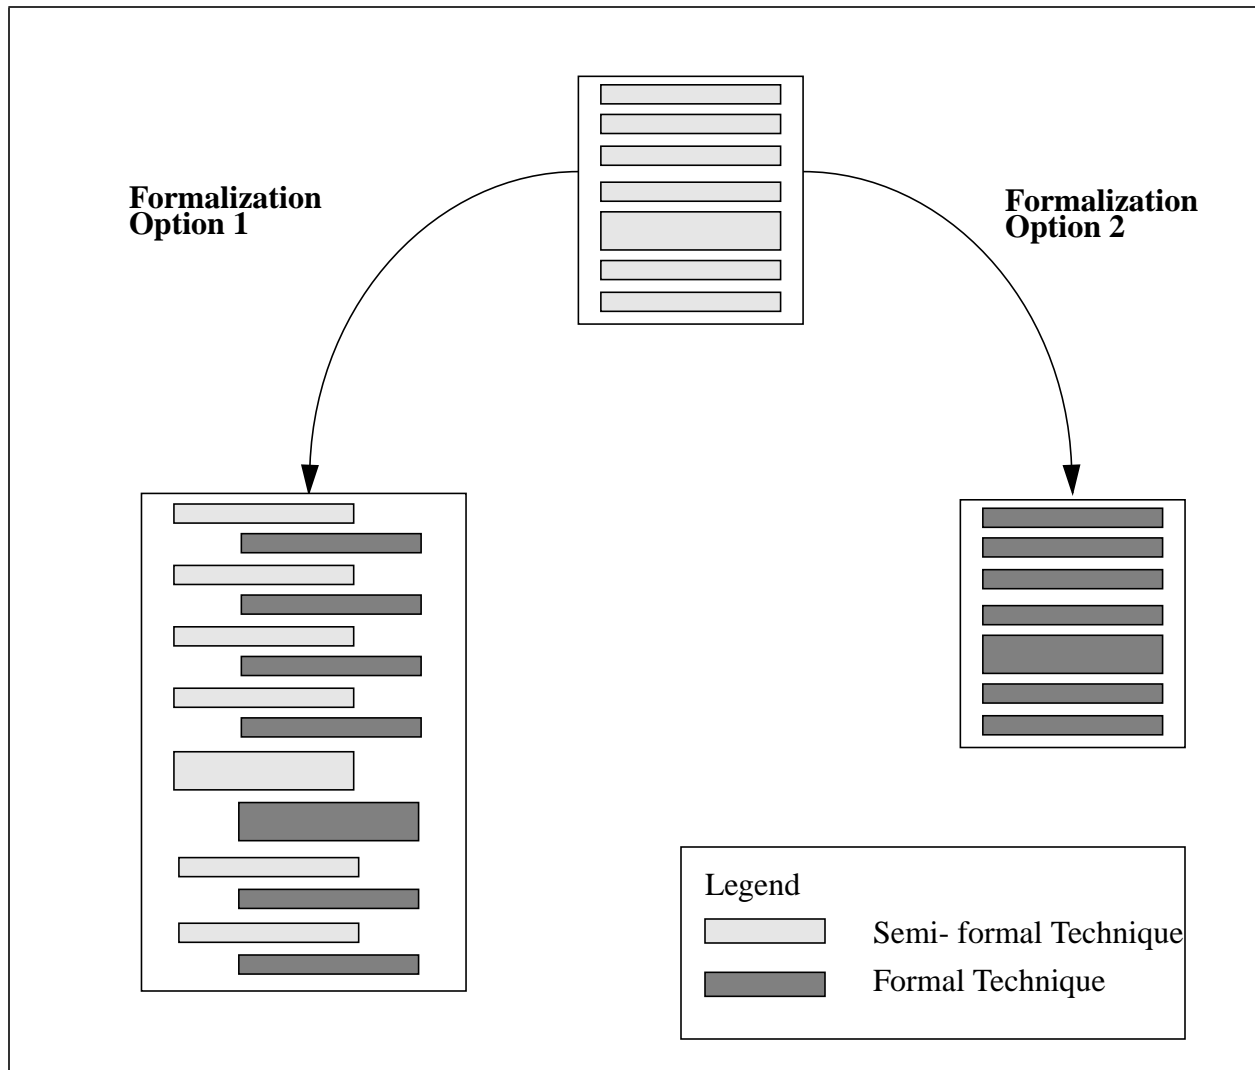 Formalization
Option 1
Formalization
Option 2
Legend
Semi- formal Technique
Formal Technique